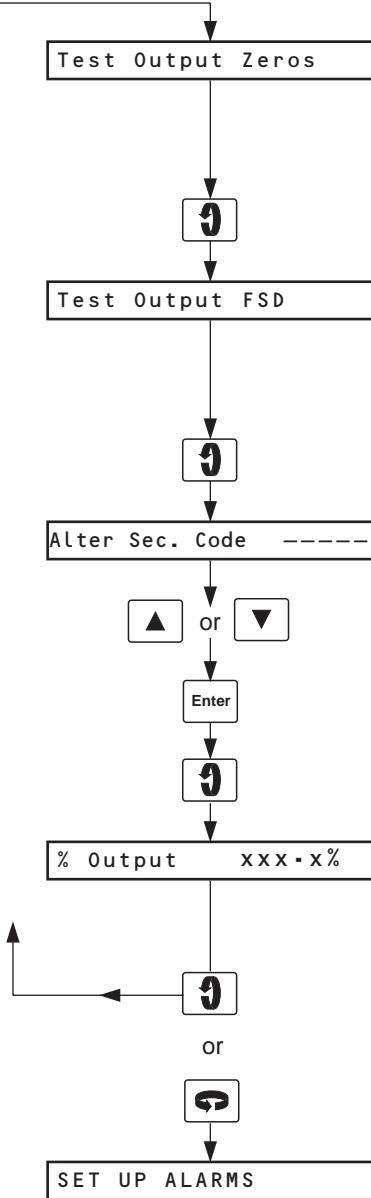 Test Output Zeros
Test Output FSD
Alter Sec. Code -----
▲ or ▼
Enter
% Output xxx.x%
or
SET UP ALARMS